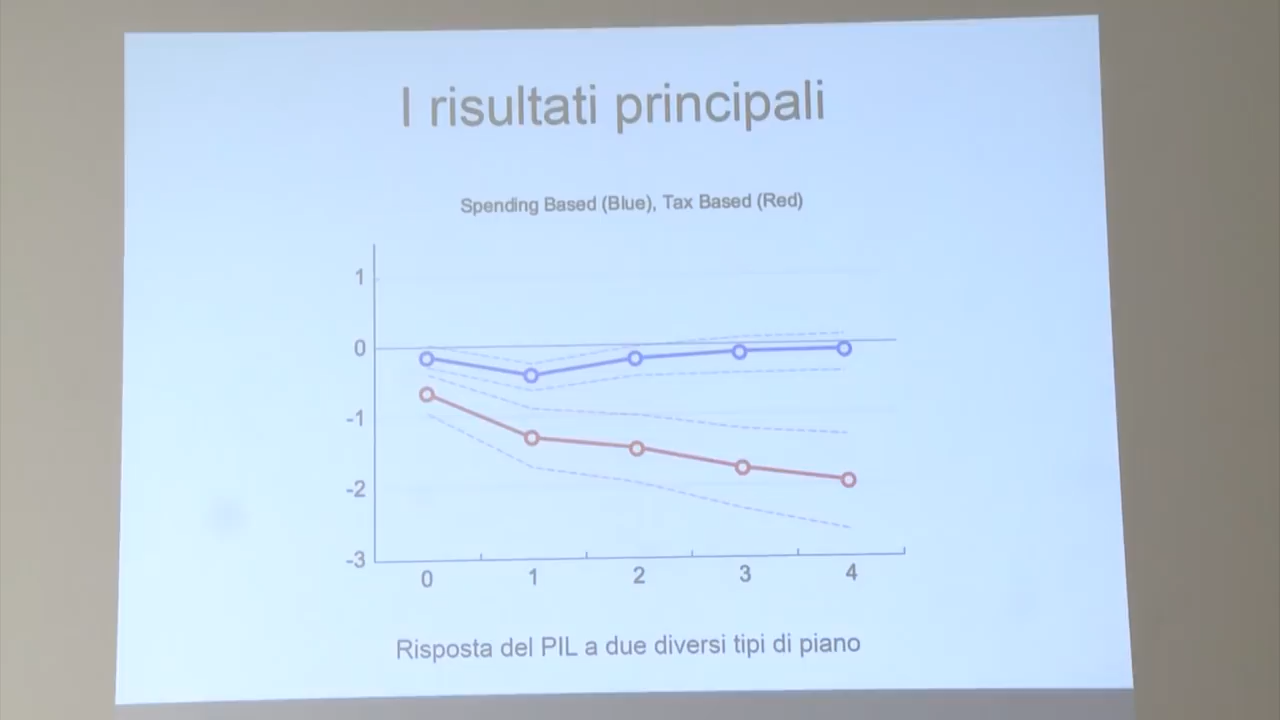 I risultati principali
Spending Based (Blue), Tax Based (Red)
1
0
-1
-2
-3
0 1 2 3 4
Risposta del PIL a due diversi tipi di piano